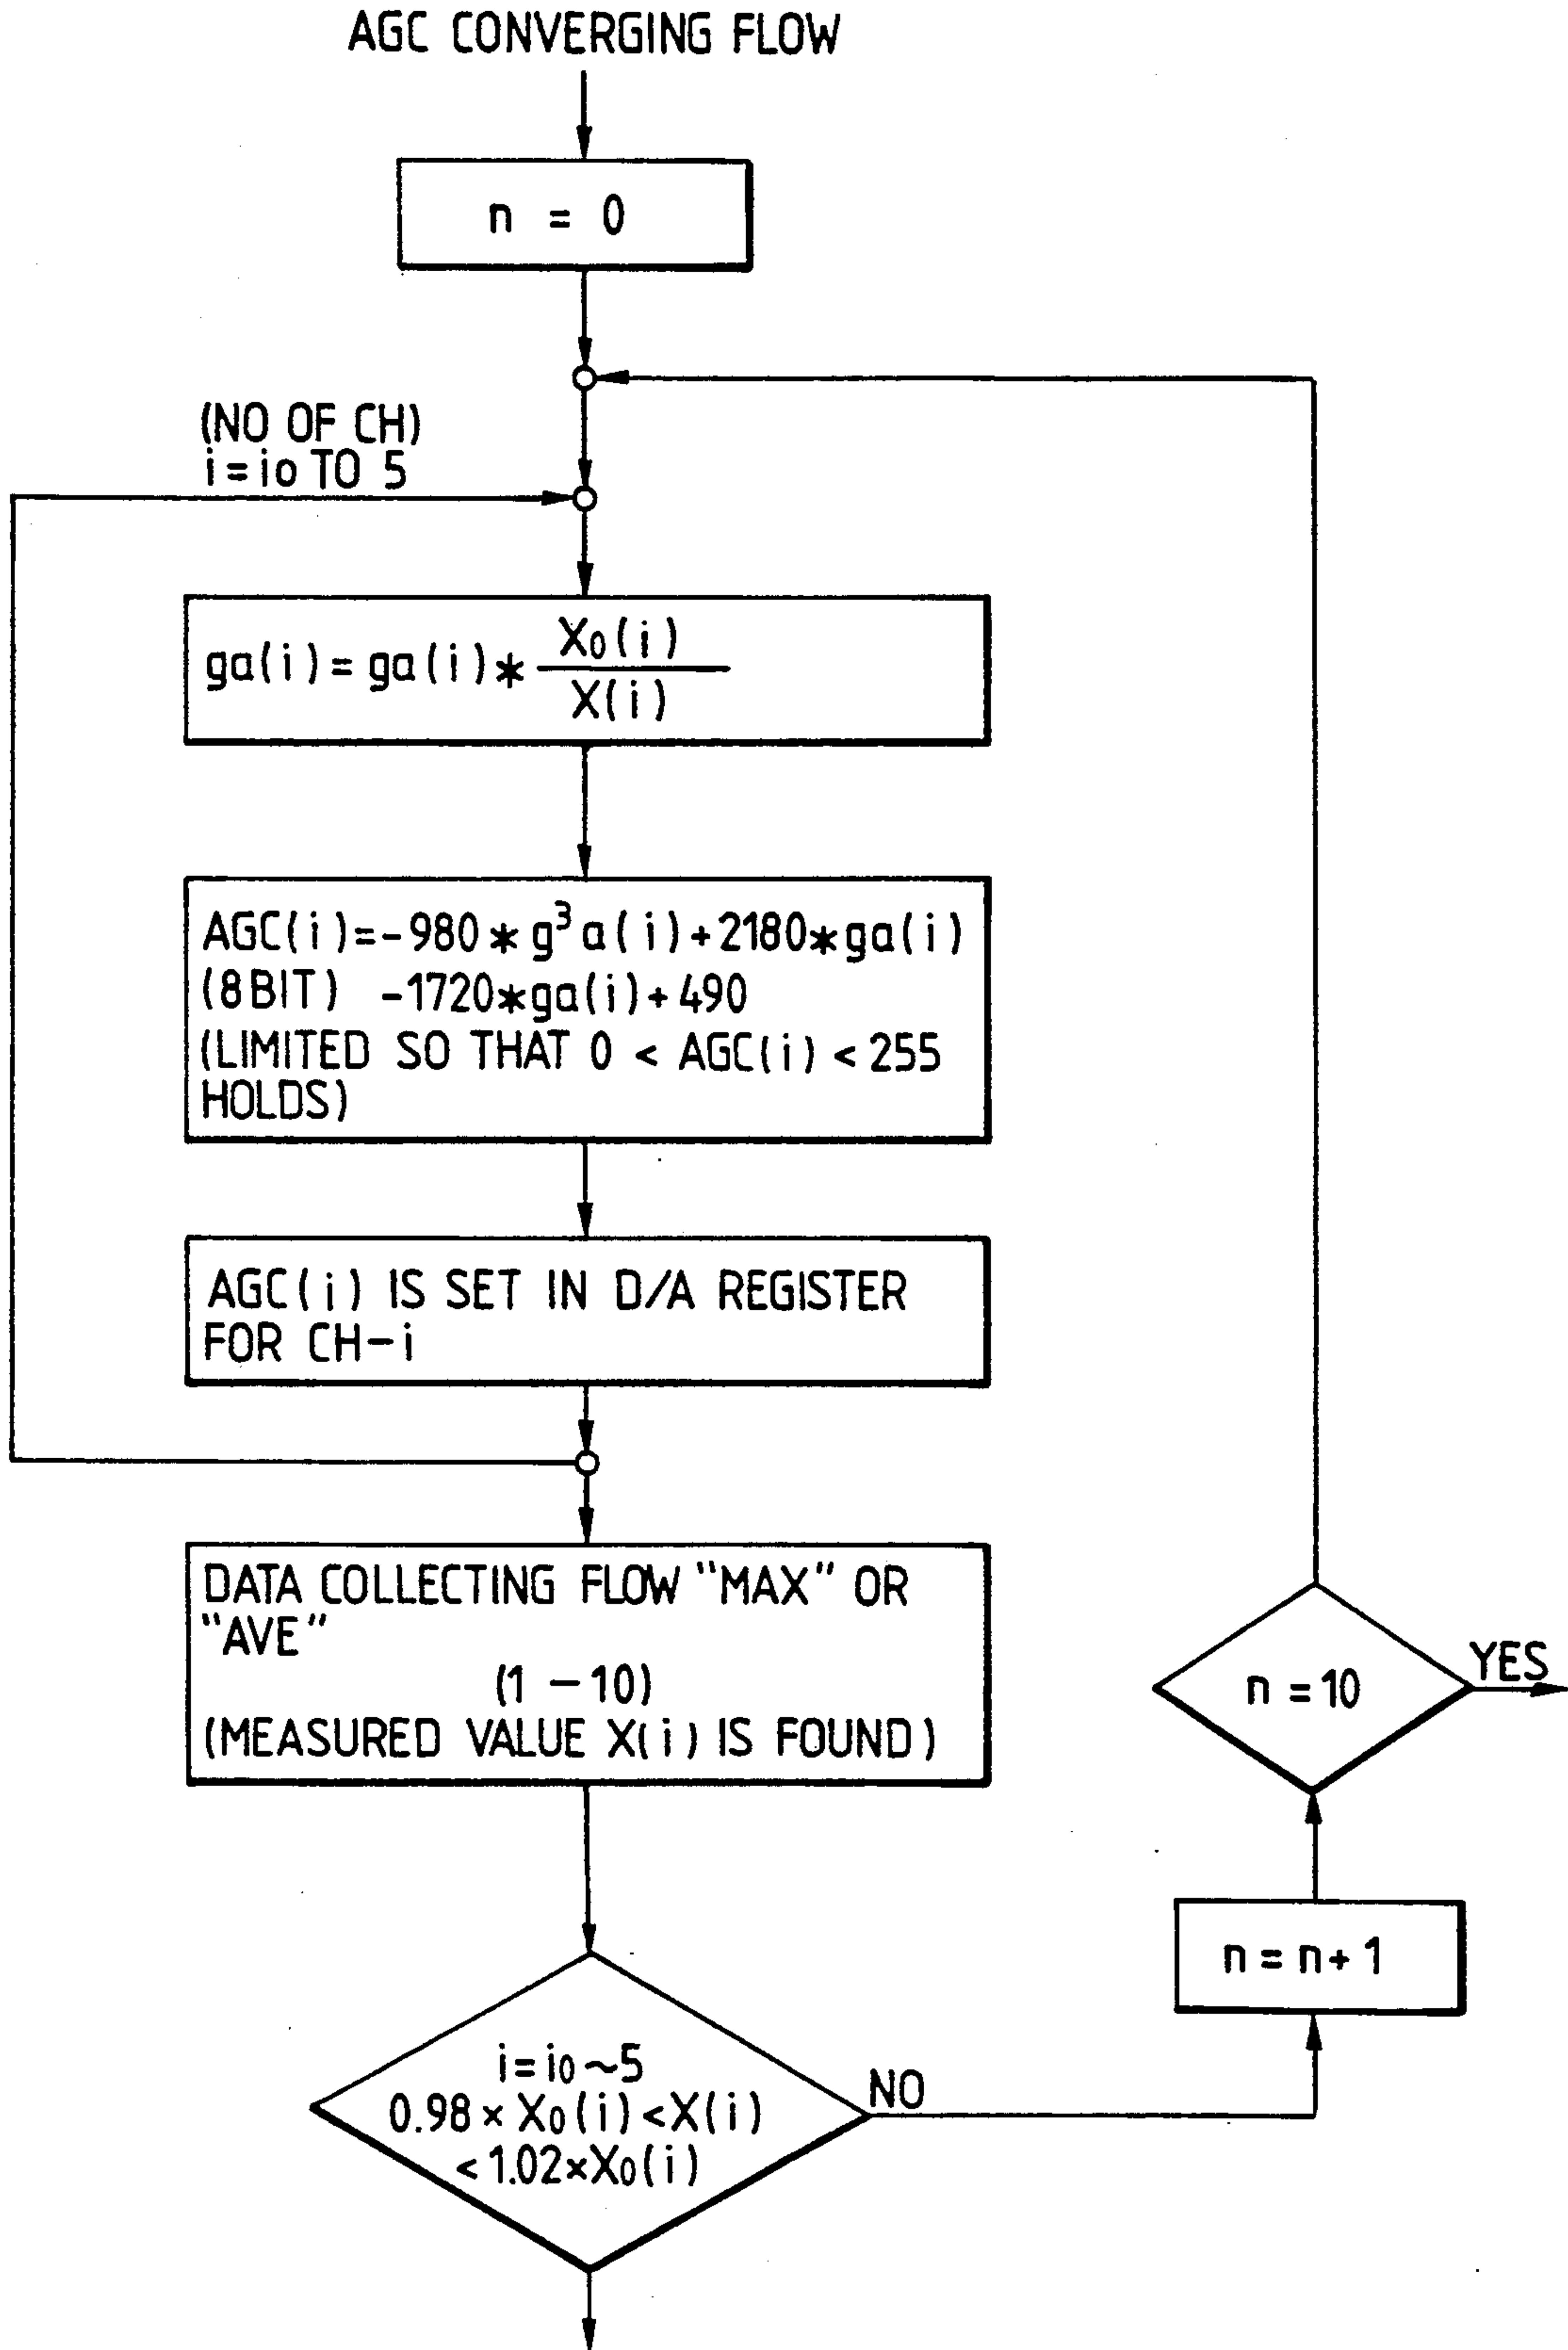 AGC CONVERGING FLOW
n = 0
(NO OF CH)
i = i0 TO 5
ga(i) = ga(i) * X0(i) / X(i)
AGC(i) = -980 * g³a(i) + 2180 * ga(i)
(8BIT) -1720 * ga(i) + 490
(LIMITED SO THAT 0 < AGC(i) < 255
HOLDS)
AGC(i) IS SET IN D/A REGISTER
FOR CH-i
DATA COLLECTING FLOW "MAX" OR
"AVE"
(1 - 10)
(MEASURED VALUE X(i) IS FOUND)
i = i0 ~ 5
0.98 × X0(i) < X(i)
< 1.02 × X0(i)
NO
n = n + 1
n = 10
YES